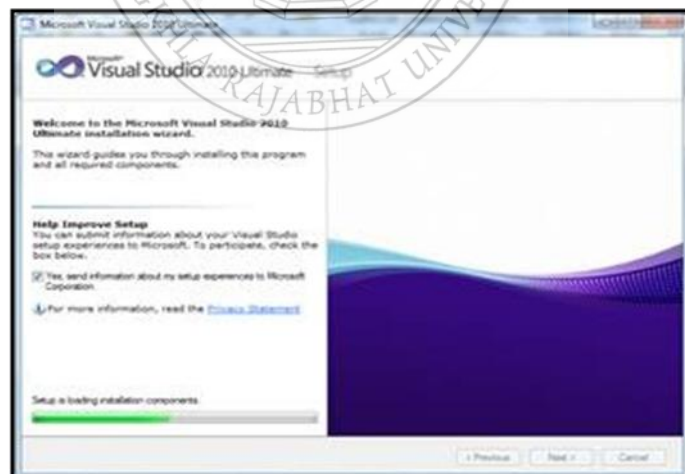 Microsoft Visual Studio 2010 Ultimate
Microsoft
Visual Studio 2010 Ultimate Setup
RAJABHAT
Welcome to the Microsoft Visual Studio 2010
Ultimate installation wizard.
This wizard guides you through installing this program
and all required components.
Help Improve Setup
You can submit information about your Visual Studio
setup experiences to Microsoft. To participate, check the
box below.
Yes, send information about my setup experiences to Microsoft
Corporation
For more information, read the Privacy Statement
Setup is loading installation components
< Previous
Next >
Cancel